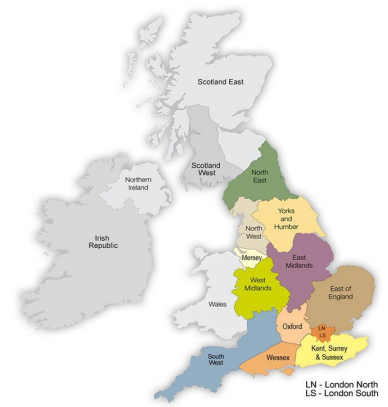 Scotland East
Scotland
West
North
East
Northern
Ireland
Irish
Republic
North
West
Yorks
and
Humber
Mersey
East
Midlands
West
Midlands
East of
England
Wales
Oxford
LN
LS
South
West
Wessex
Kent, Surrey
& Sussex
LN - London North
LS - London South